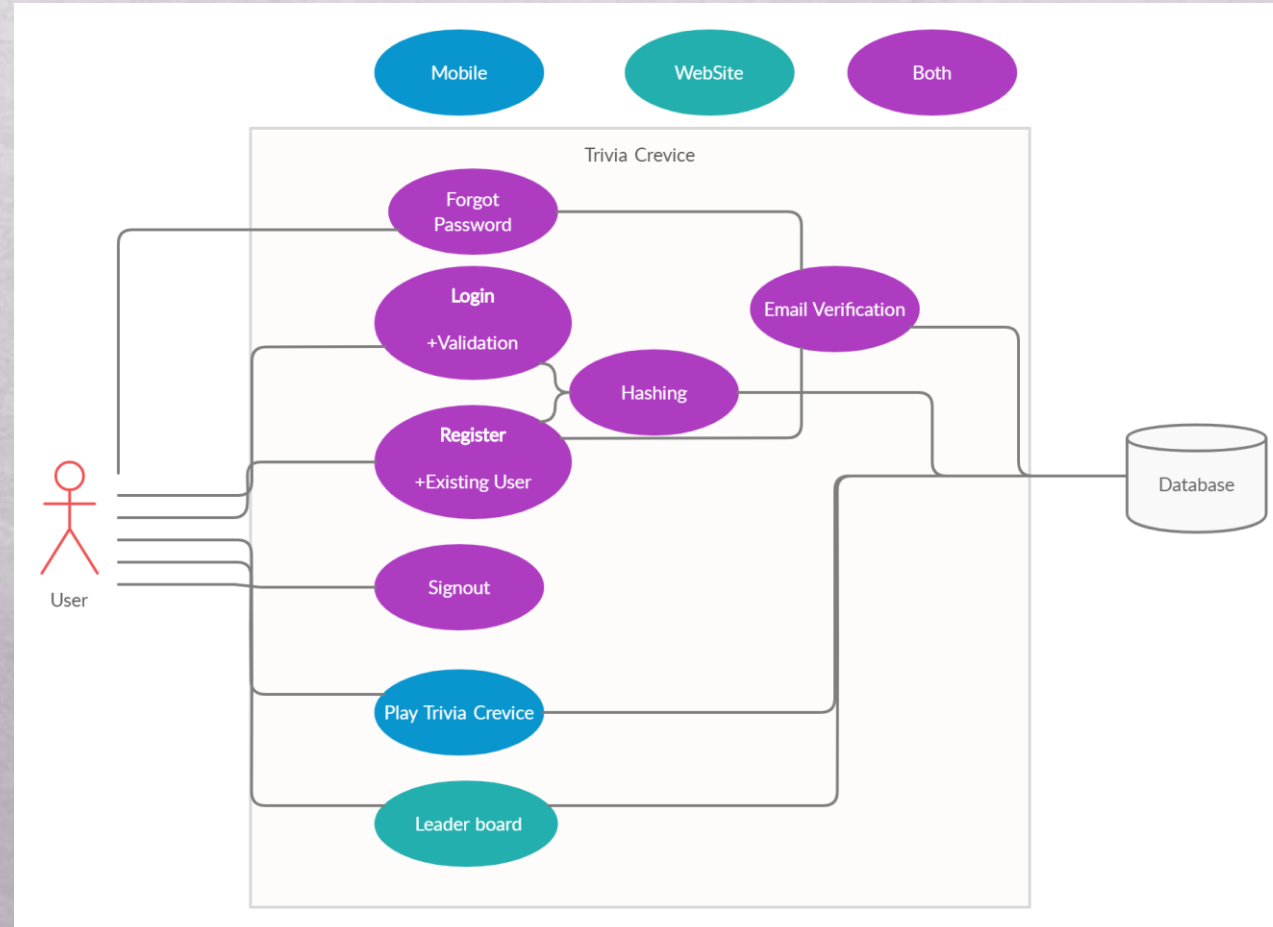 Mobile
WebSite
Both
Trivia Crevice
Forgot
Password
Login
+Validation
Email Verification
Hashing
Register
+Existing User
Database
User
Signout
Play Trivia Crevice
Leader board